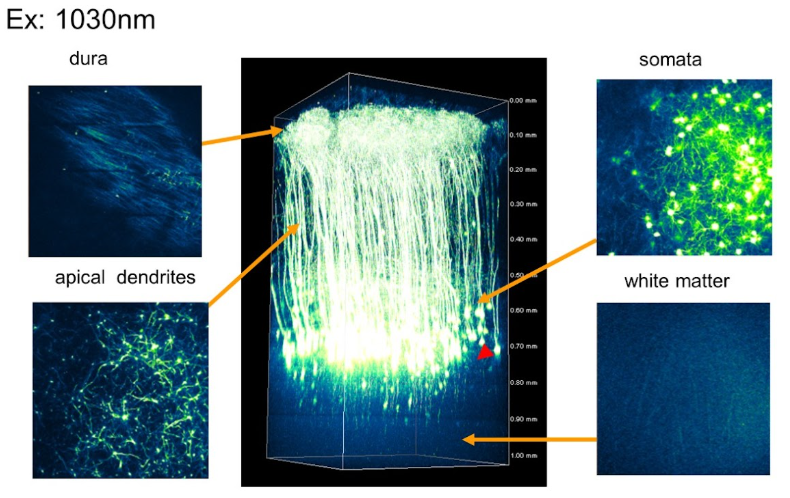 Ex: 1030nm
dura
somata
0.00 mm
0.10 mm
0.20 mm
0.30 mm
0.40 mm
0.50 mm
apical dendrites
white matter
0.60 mm
0.70 mm
0.80 mm
0.90 mm
1.00 mm